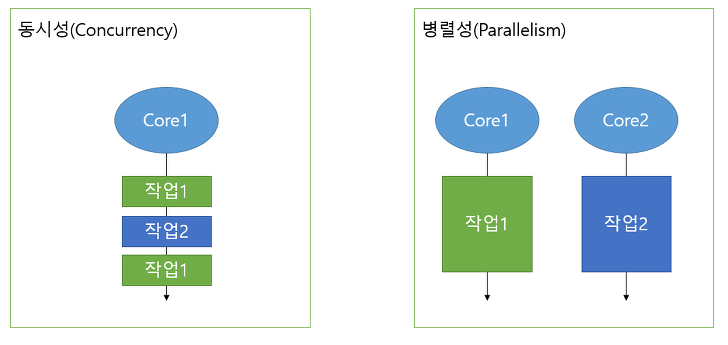 동시성(Concurrency)
Core1
작업1
작업2
작업1
병렬성(Parallelism)
Core1
Core2
작업1
작업2